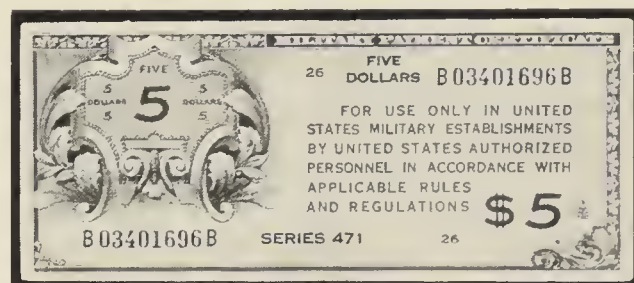 MILITARY PAYMENT CERTIFICATE
FIVE
5
5
DOLLARS
DOLLARS
5
5
5
26
FIVE
DOLLARS
B03401696B
FOR USE ONLY IN UNITED
STATES MILITARY ESTABLISHMENTS
BY UNITED STATES AUTHORIZED
PERSONNEL IN ACCORDANCE WITH
APPLICABLE RULES
AND REGULATIONS
$5
B03401696B
SERIES 471
26